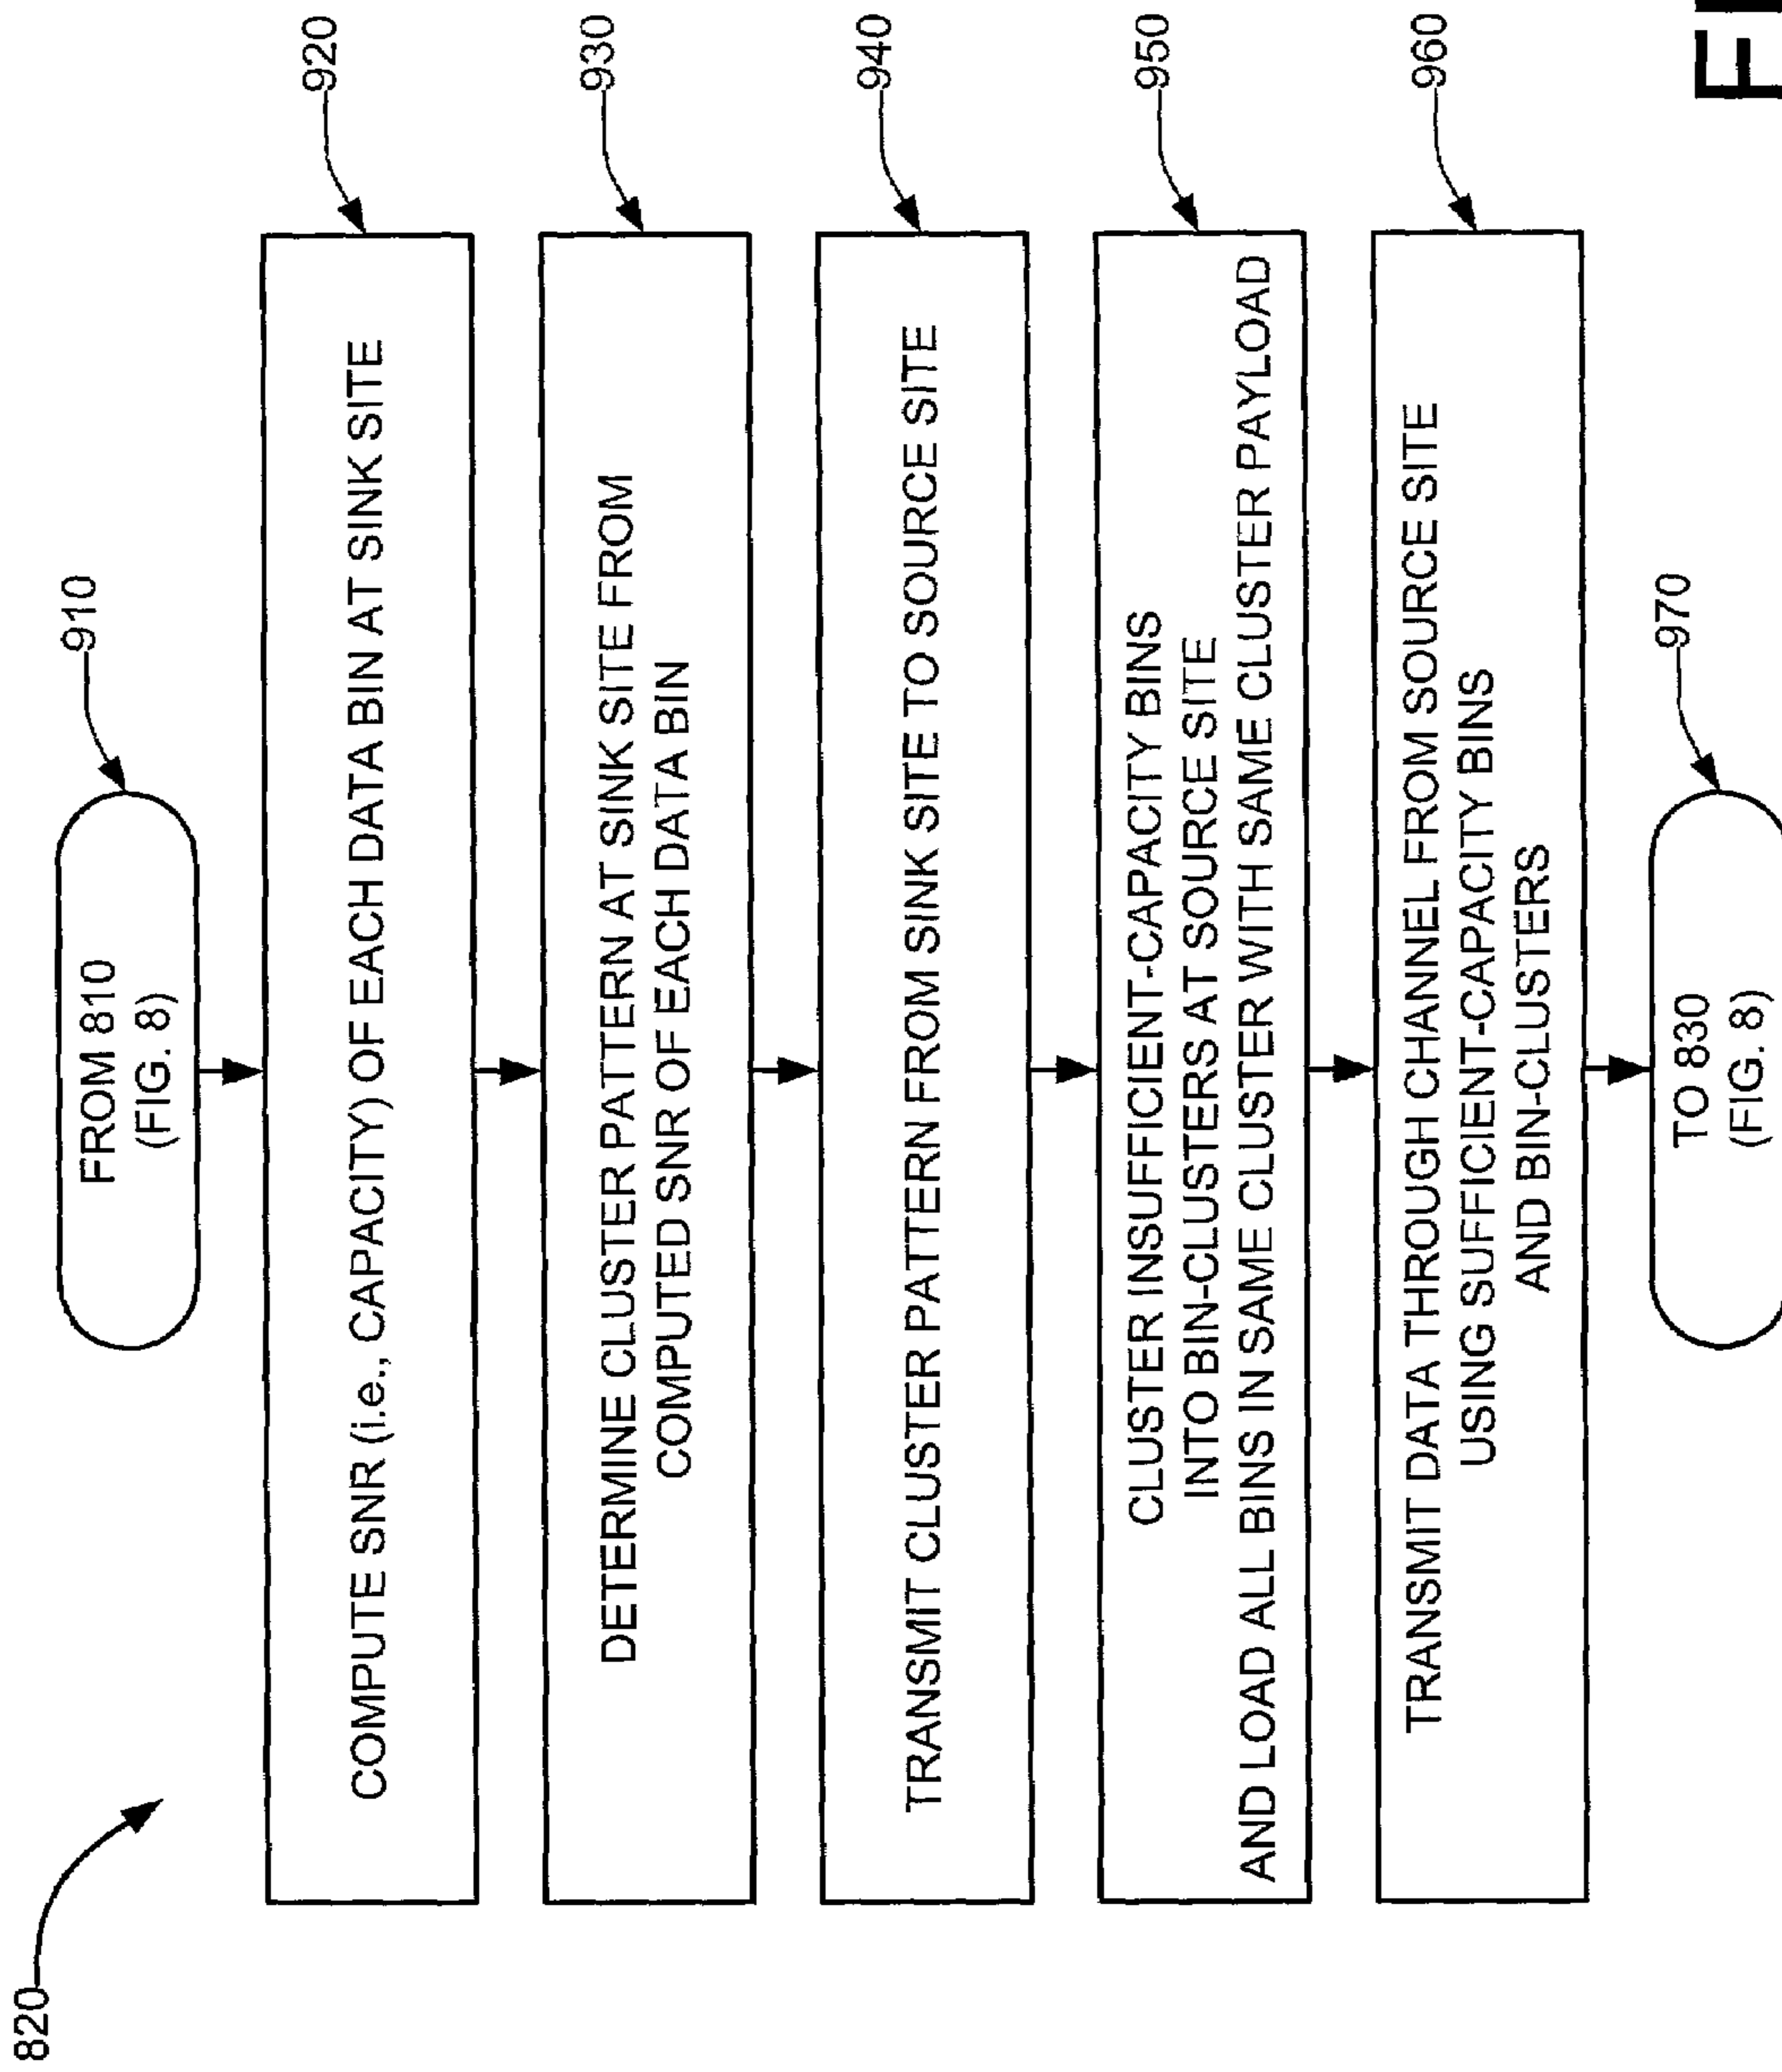 820
FROM 810
(FIG. 8)
910
COMPUTE SNR (i.e., CAPACITY) OF EACH DATA BIN AT SINK SITE
920
DETERMINE CLUSTER PATTERN AT SINK SITE FROM
COMPUTED SNR OF EACH DATA BIN
930
TRANSMIT CLUSTER PATTERN FROM SINK SITE TO SOURCE SITE
940
CLUSTER INSUFFICIENT-CAPACITY BINS
INTO BIN-CLUSTERS AT SOURCE SITE
AND LOAD ALL BINS IN SAME CLUSTER WITH SAME CLUSTER PAYLOAD
950
TRANSMIT DATA THROUGH CHANNEL FROM SOURCE SITE
USING SUFFICIENT-CAPACITY BINS
AND BIN-CLUSTERS
960
TO 830
(FIG. 8)
970